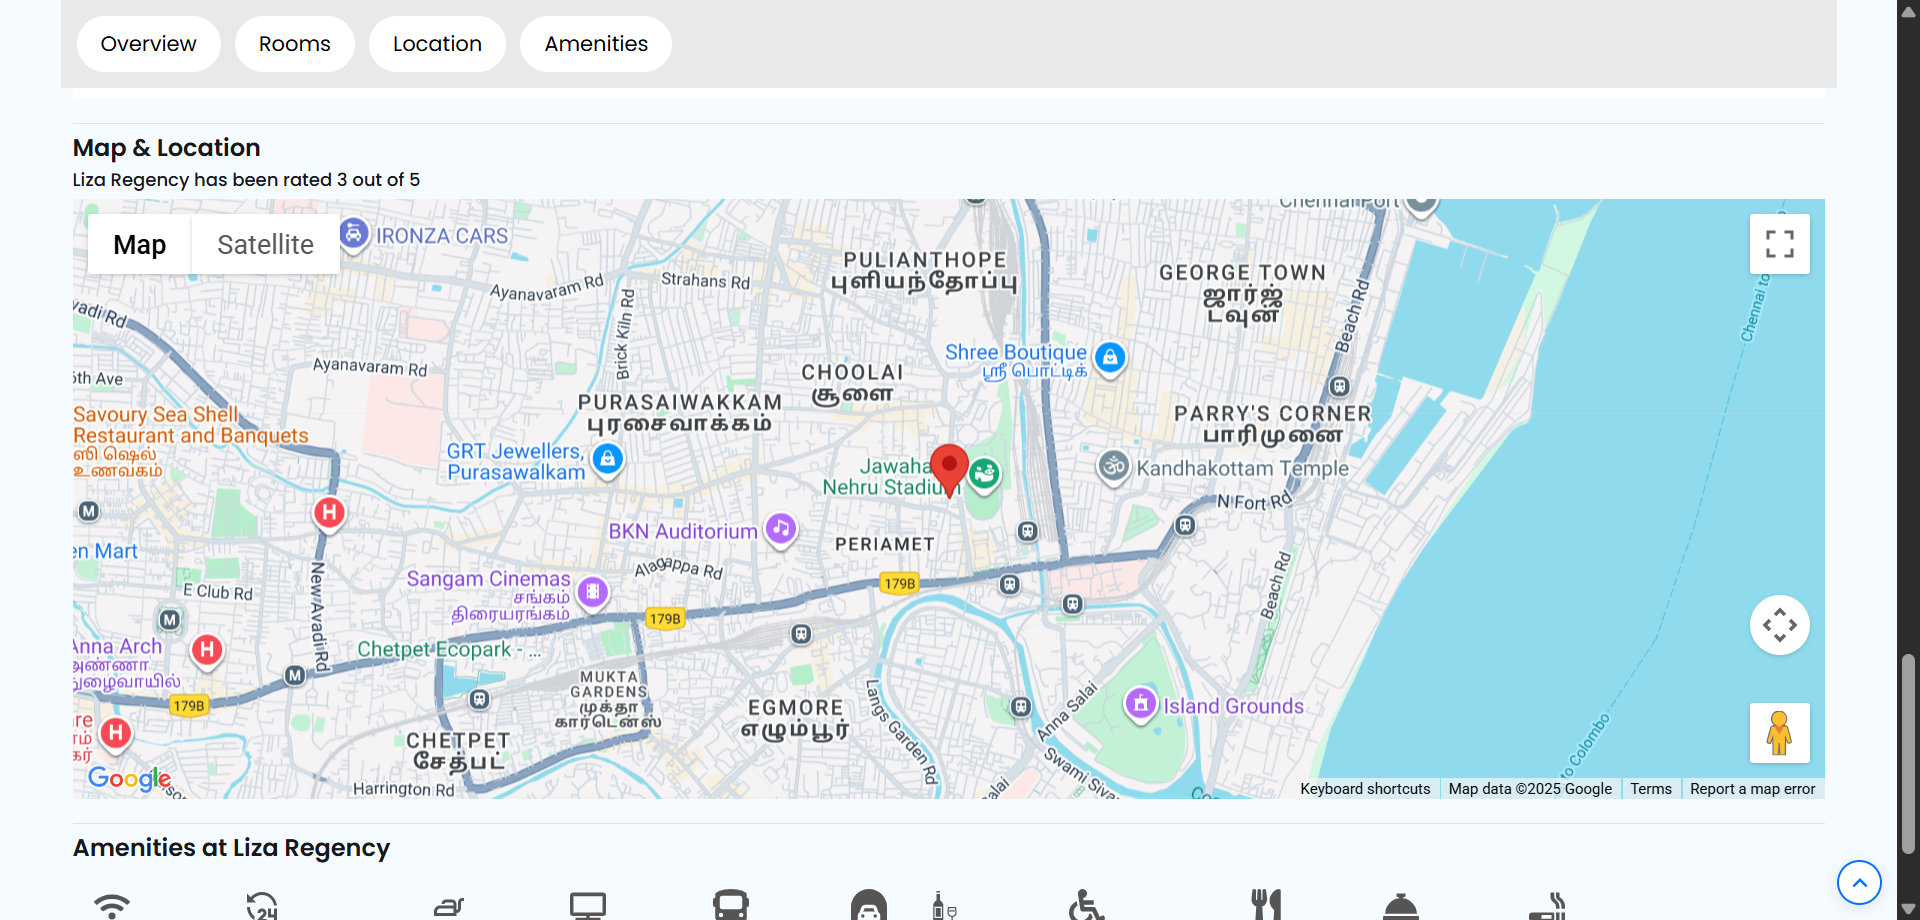 Overview Rooms Location Amenities
Map & Location
Liza Regency has been rated 3 out of 5
Map Satellite
IRONZA CARS
Ayanavaram Rd
Strahans Rd
Brick Kiln Rd
PULIANTHOPE
புளியந்தோப்பு
GEORGE TOWN
ஜார்ஜ்
டவுன்
Beach Rd
Chennai Port
Chennai to
vadi Rd
Ayanavaram Rd
6th Ave
Shree Boutique
ஸ்ரீ பொட்டிக்
CHOOLAI
சூளை
PURASAIWAKKAM
புரசைவாக்கம்
PARRY'S CORNER
பாரிமுனை
Savoury Sea Shell
Restaurant and Banquets
ஸி ஷெல்
உணவகம்
GRT Jewellers,
Purasawalkam
Jawaha
Nehru Stadium
Kandhakottam Temple
N Fort Rd
M
H
BKN Auditorium
PERIAMET
en Mart
Alagappa Rd
179B
Sangam Cinemas
சங்கம்
திரையரங்கம்
E Club Rd
New Avadi Rd
Beach Rd
179B
M
H
Anna Arch
அண்ணா
நுழைவாயில்
Chetpet Ecopark - ...
M
MUKTA
GARDENS
முக்தா
கார்டென்ஸ்
179B
EGMORE
எழும்பூர்
Langs Garden Rd
Anna Salai
Island Grounds
H
CHETPET
சேத்பட்
Swami Siva
to Colombo
Google
Harrington Rd
alai
Keyboard shortcuts Map data ©2025 Google Terms Report a map error
Amenities at Liza Regency
24